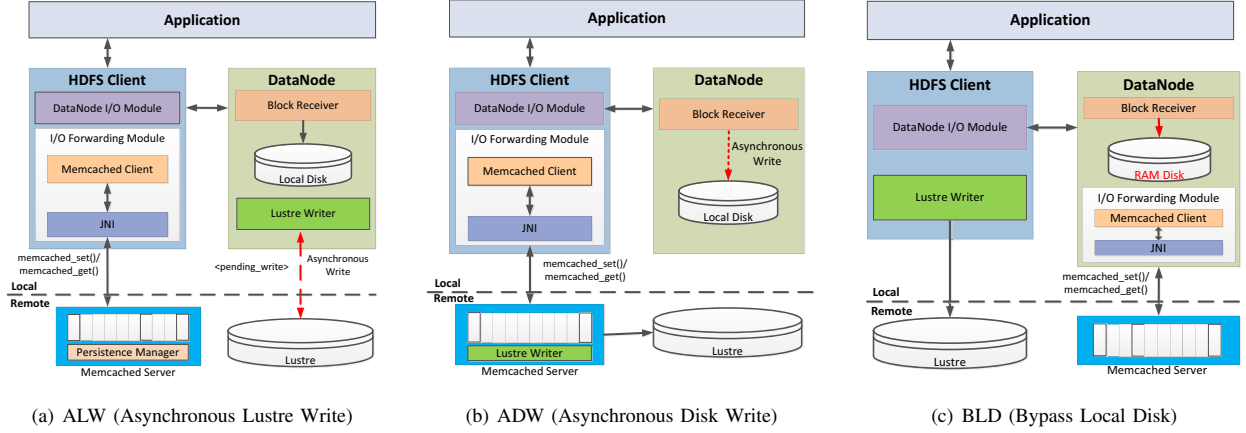 Application
HDFS Client
DataNode I/O Module
I/O Forwarding Module
Memcached Client
JNI
DataNode
Block Receiver
Local Disk
Lustre Writer
memcached_set()/
memcached_get()
<pending_write>
Asynchronous
Write
Local
Remote
Persistence Manager
Memcached Server
Lustre
(a) ALW (Asynchronous Lustre Write)
Application
HDFS Client
DataNode I/O Module
I/O Forwarding Module
Memcached Client
JNI
DataNode
Block Receiver
Asynchronous
Write
Local Disk
memcached_set()/
memcached_get()
Local
Remote
Lustre Writer
Memcached Server
Lustre
(b) ADW (Asynchronous Disk Write)
Application
HDFS Client
DataNode I/O Module
Lustre Writer
DataNode
Block Receiver
RAM Disk
I/O Forwarding Module
Memcached Client
JNI
memcached_set()/
memcached_get()
Local
Remote
Lustre
Memcached Server
(c) BLD (Bypass Local Disk)